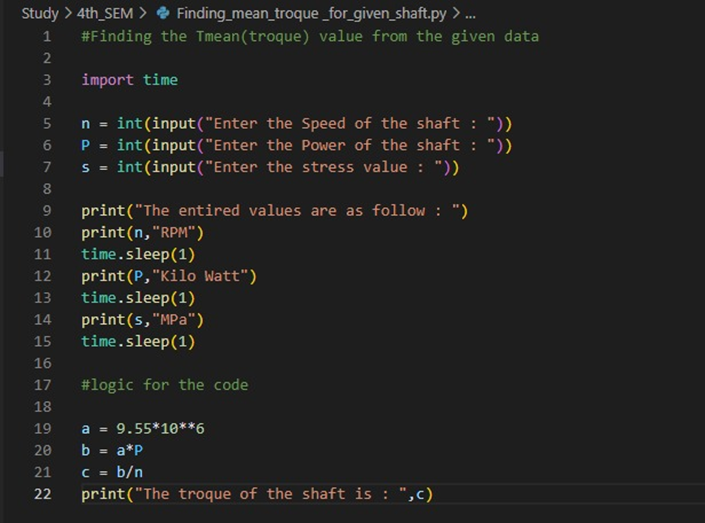 Study > 4th_SEM > Finding_mean_troque _for_given_shaft.py > ...
1 #Finding the Tmean(troque) value from the given data
2
3 import time
4
5 n = int(input("Enter the Speed of the shaft : "))
6 P = int(input("Enter the Power of the shaft : "))
7 s = int(input("Enter the stress value : "))
8
9 print("The entired values are as follow : ")
10 print(n,"RPM")
11 time.sleep(1)
12 print(P,"Kilo Watt")
13 time.sleep(1)
14 print(s,"MPa")
15 time.sleep(1)
16
17 #logic for the code
18
19 a = 9.55*10**6
20 b = a*P
21 c = b/n
22 print("The troque of the shaft is : ",c)